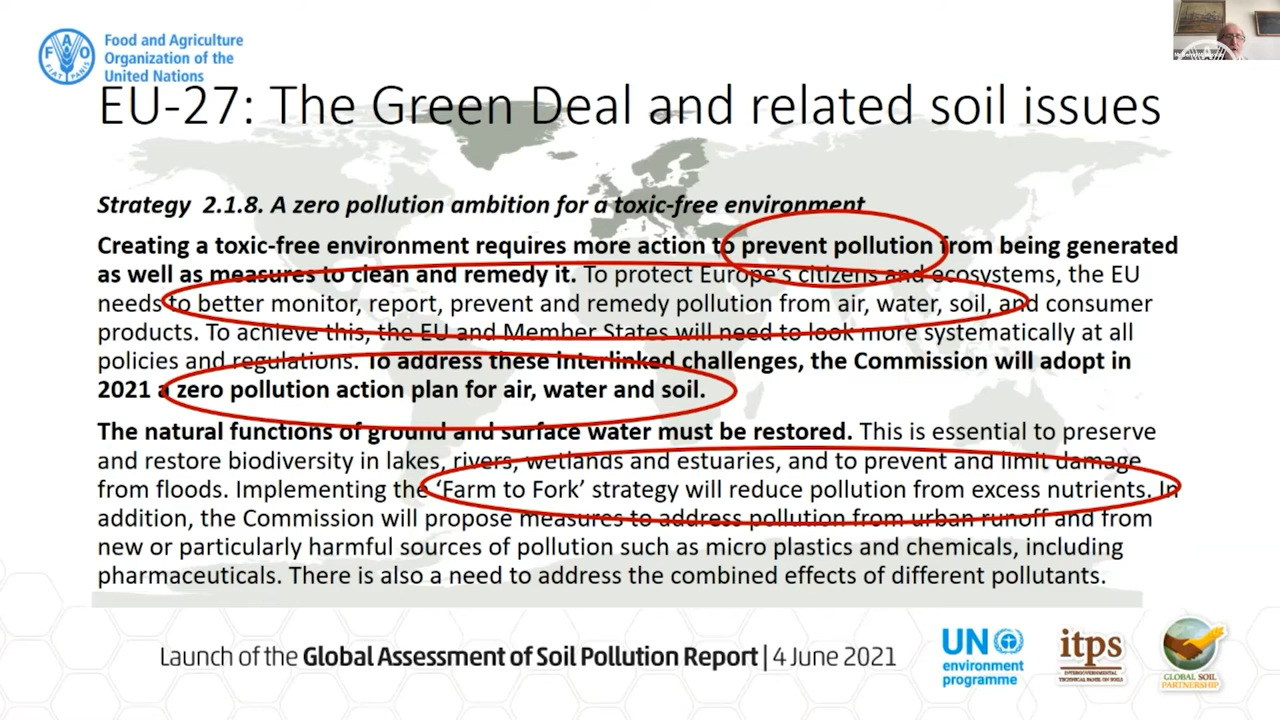 Food and Agriculture
Organization of the
United Nations
EU-27: The Green Deal and related soil issues
Strategy 2.1.8. A zero pollution ambition for a toxic-free environment
Creating a toxic-free environment requires more action to prevent pollution from being generated
as well as measures to clean and remedy it. To protect Europe's citizens and ecosystems, the EU
needs to better monitor, report, prevent and remedy pollution from air, water, soil, and consumer
products. To achieve this, the EU and Member States will need to look more systematically at all
policies and regulations. To address these interlinked challenges, the Commission will adopt in
2021 a zero pollution action plan for air, water and soil.
The natural functions of ground and surface water must be restored. This is essential to preserve
and restore biodiversity in lakes, rivers, wetlands and estuaries, and to prevent and limit damage
from floods. Implementing the ‘Farm to Fork’ strategy will reduce pollution from excess nutrients. In
addition, the Commission will propose measures to address pollution from urban runoff and from
new or particularly harmful sources of pollution such as micro plastics and chemicals, including
pharmaceuticals. There is also a need to address the combined effects of different pollutants.
Launch of the Global Assessment of Soil Pollution Report | 4 June 2021
UN
environment
programme
itps
INTERGOVERNMENTAL
TECHNICAL PANEL ON SOILS
GLOBAL SOIL
PARTNERSHIP